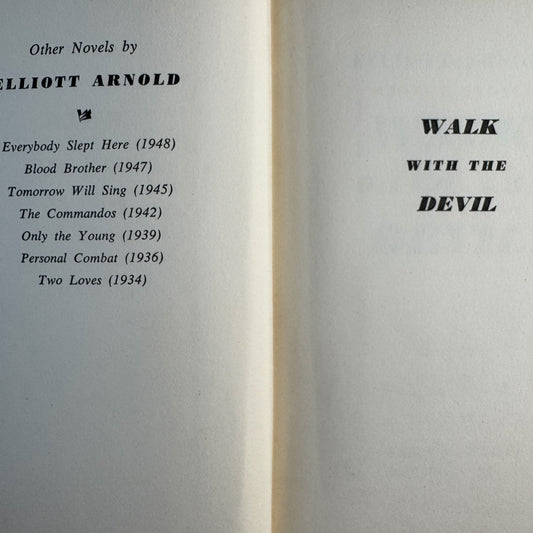 Other Novels by
ELLIOTT ARNOLD
Everybody Slept Here (1948)
Blood Brother (1947)
Tomorrow Will Sing (1945)
The Commandos (1942)
Only the Young (1939)
Personal Combat (1936)
Two Loves (1934)
WALK
WITH THE
DEVIL